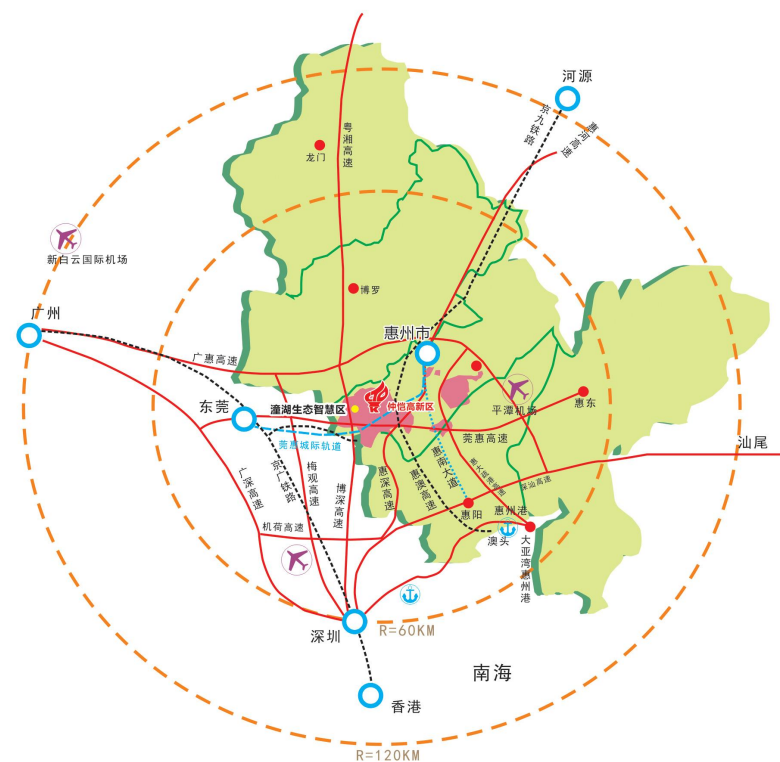 河源
京九铁路
惠河高速
粤湘高速
龙门
新白云国际机场
博罗
广州
惠州市
广惠高速
东莞
潼湖生态智慧区
仲恺高新区
平潭机场
惠东
莞惠城际轨道
莞惠高速
汕尾
广深高速
京广铁路
梅观高速
博深高速
惠深高速
惠澳高速
惠南大道
深汕高速
机荷高速
惠阳
惠州港
澳头
大亚湾惠州港
深圳
R=60KM
南海
香港
R=120KM